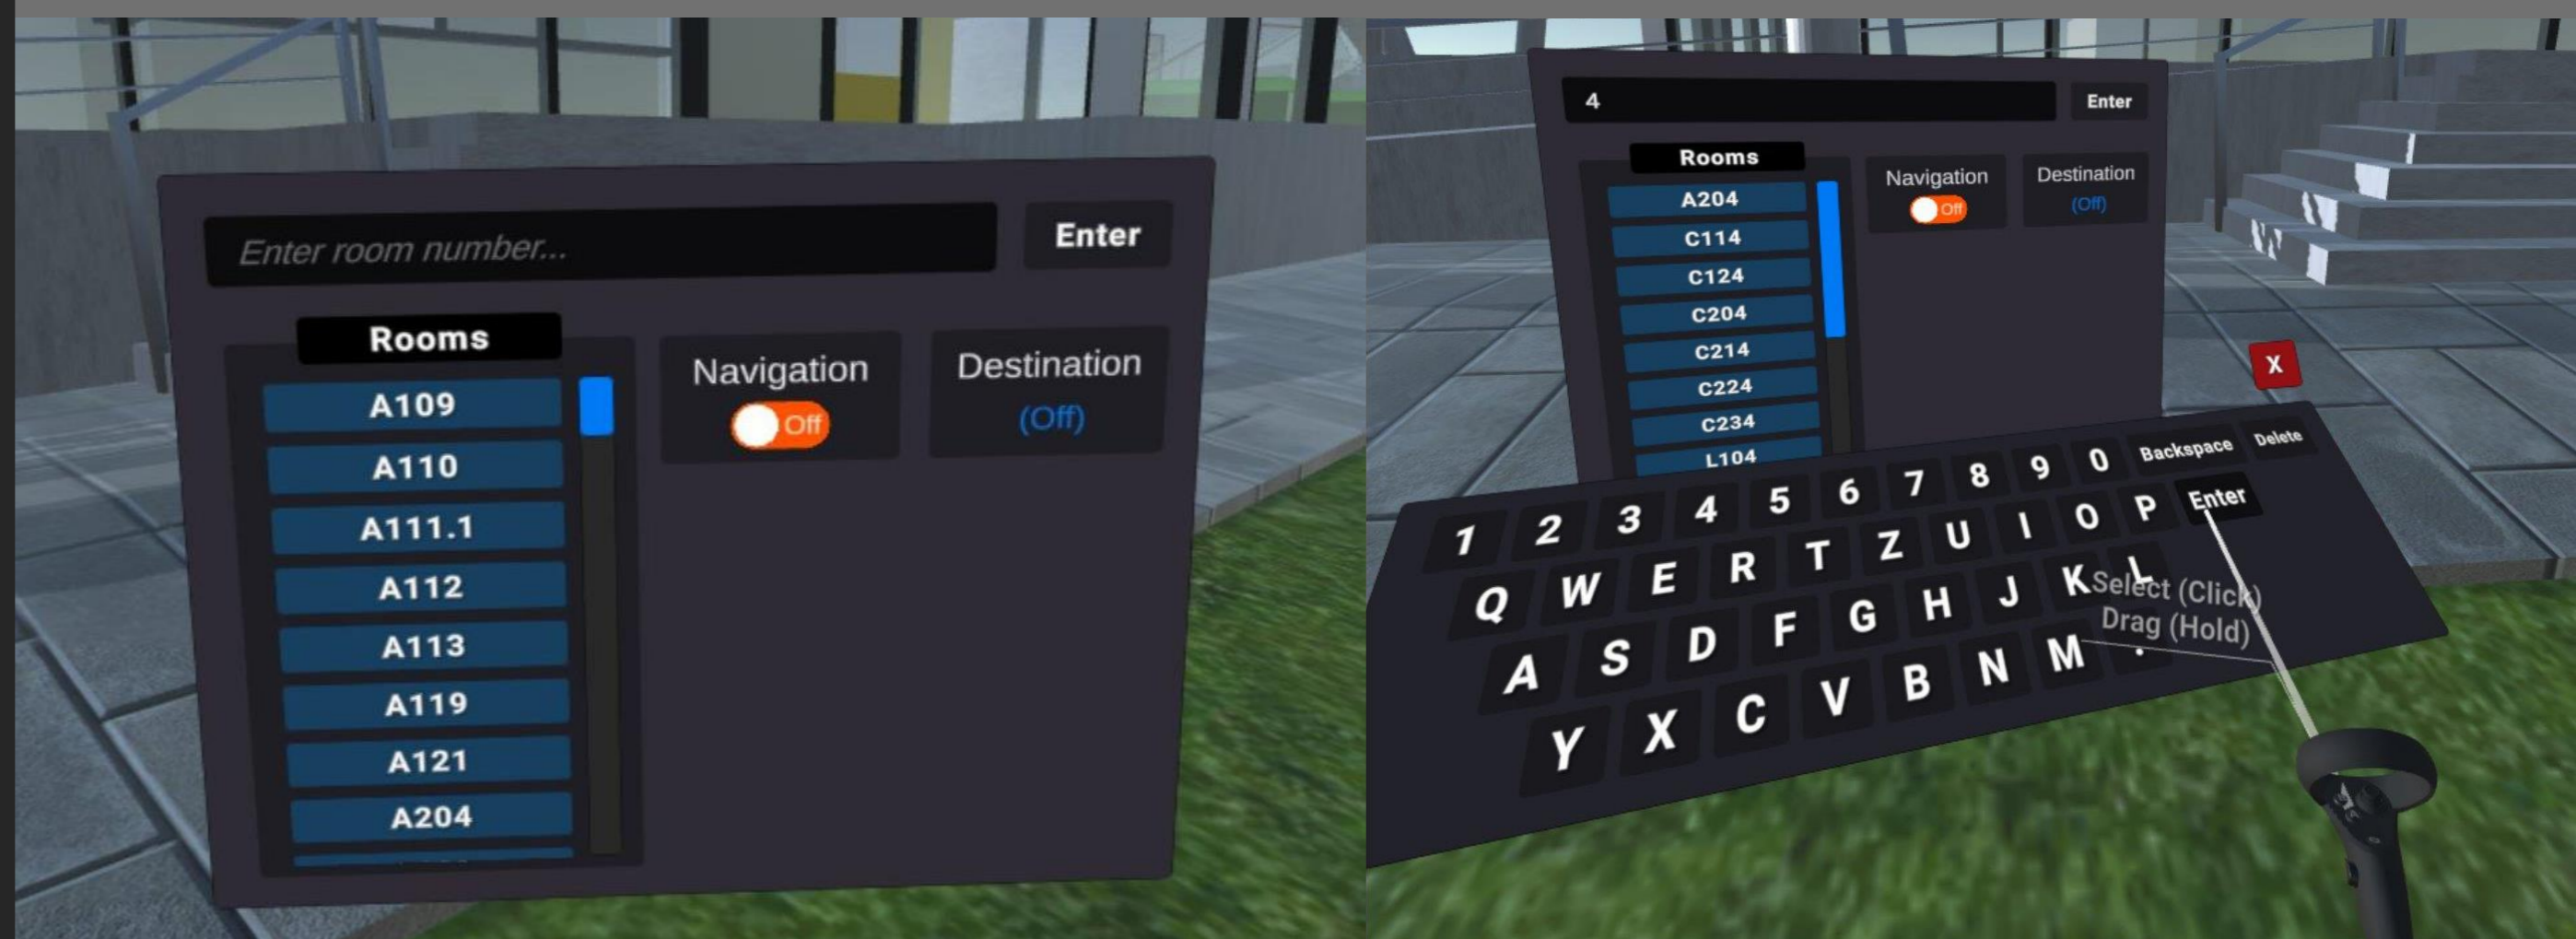 Enter room number...
Enter
Rooms
A109
A110
A111.1
A112
A113
A119
A121
A204
Navigation
Off
Destination
(Off)
4
Enter
Rooms
A204
C114
C124
C204
C214
C224
C234
L104
Navigation
Off
Destination
(Off)
X
1 2 3 4 5 6 7 8 9 0 Backspace Delete
Q W E R T Z U I O P Enter
A S D F G H J K L
Y X C V B N M .
Select (Click)
Drag (Hold)